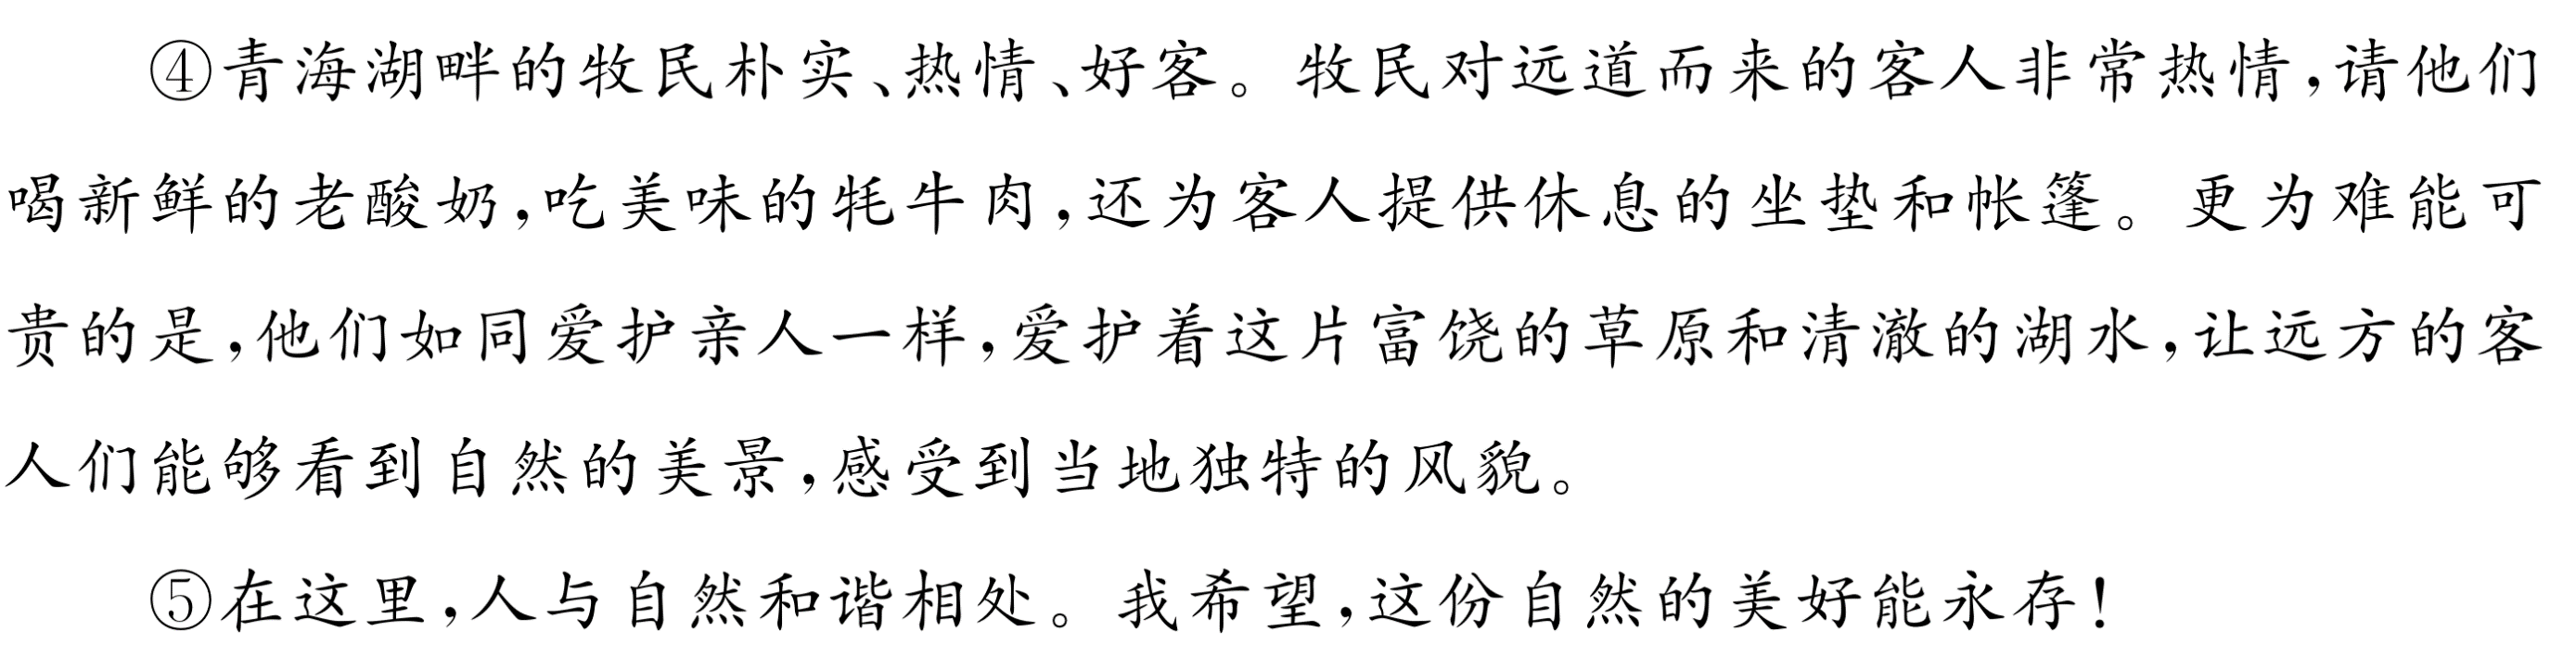 ④青海湖畔的牧民朴实、热情、好客。牧民对远道而来的客人非常热情,请他们
喝新鲜的老酸奶,吃美味的牦牛肉,还为客人提供休息的坐垫和帐篷。更为难能可
贵的是,他们如同爱护亲人一样,爱护着这片富饶的草原和清澈的湖水,让远方的客
人们能够看到自然的美景,感受到当地独特的风貌。
⑤在这里,人与自然和谐相处。我希望,这份自然的美好能永存!